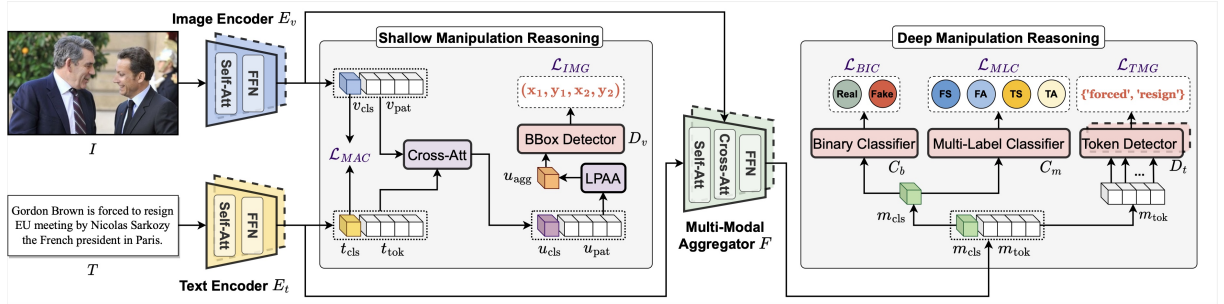 Image Encoder E_v
Self-Att
FFN
I
Gordon Brown is forced to resign
EU meeting by Nicolas Sarkozy
the French president in Paris.
T
Self-Att
FFN
Text Encoder E_t
Shallow Manipulation Reasoning
v_cls v_pat
L_MAC
Cross-Att
t_cls t_tok
L_IMG
(x₁, y₁, x₂, y₂)
BBox Detector D_v
u_agg
LPAA
u_cls u_pat
Self-Att
Cross-Att
FFN
Multi-Modal
Aggregator F
Deep Manipulation Reasoning
L_BIC L_MLC L_TMG
Real Fake FS FA TS TA {'forced', 'resign'}
Binary Classifier Multi-Label Classifier Token Detector
C_b C_m D_t
...
m_cls m_tok
m_cls m_tok